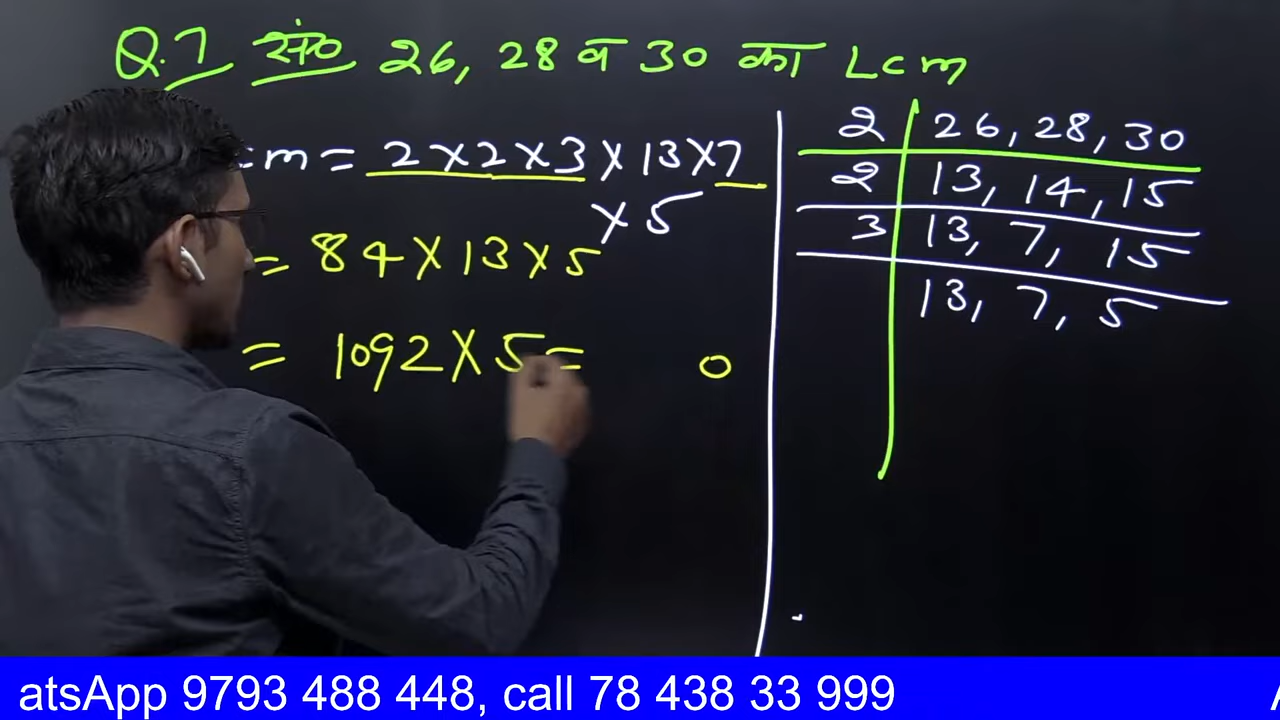 Q.7 सं० 26, 28 व 30 का Lcm
cm = 2 × 2 × 3 × 13 × 7
× 5
= 84 × 13 × 5
= 1092 × 5 = 0
2 | 26, 28, 30
2 | 13, 14, 15
3 | 13, 7, 15
13, 7, 5
atsApp 9793 488 448, call 78 438 33 999